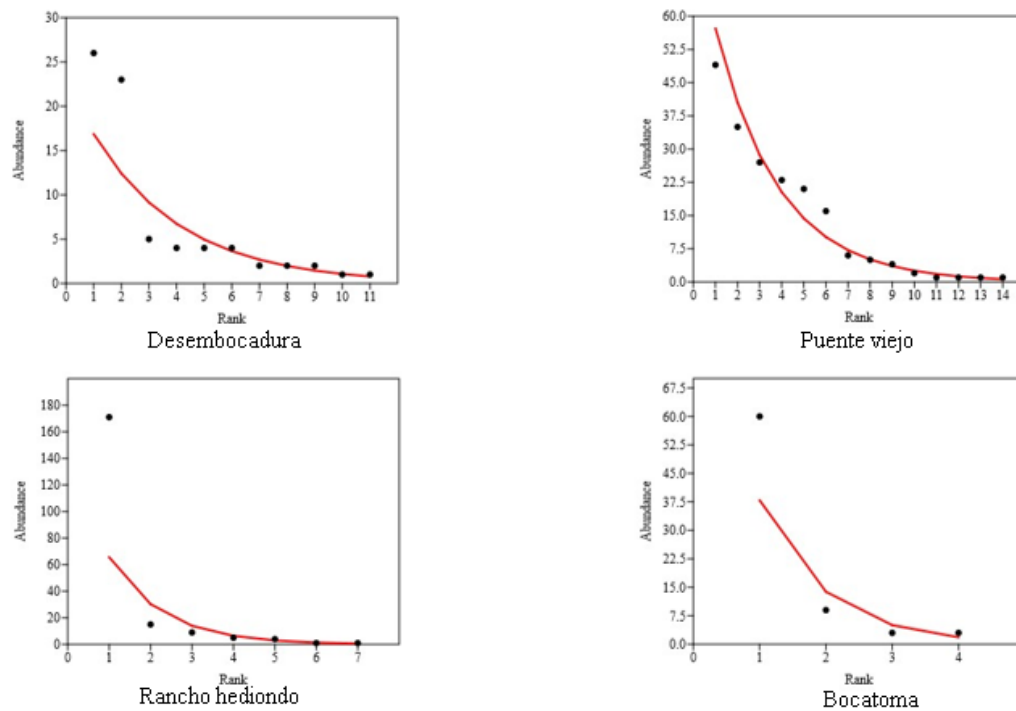 30
25
20
15
10
5
0
Abundance
0 1 2 3 4 5 6 7 8 9 10 11
Rank
Desembocadura
60.0
52.5
45.0
37.5
30.0
22.5
15.0
7.5
0.0
Abundance
0 1 2 3 4 5 6 7 8 9 10 11 12 13 14
Rank
Puente viejo
180
160
140
120
100
80
60
40
20
0
Abundance
0 1 2 3 4 5 6 7
Rank
Rancho hediondo
67.5
60.0
52.5
45.0
37.5
30.0
22.5
15.0
7.5
0.0
Abundance
0 1 2 3 4
Rank
Bocatoma